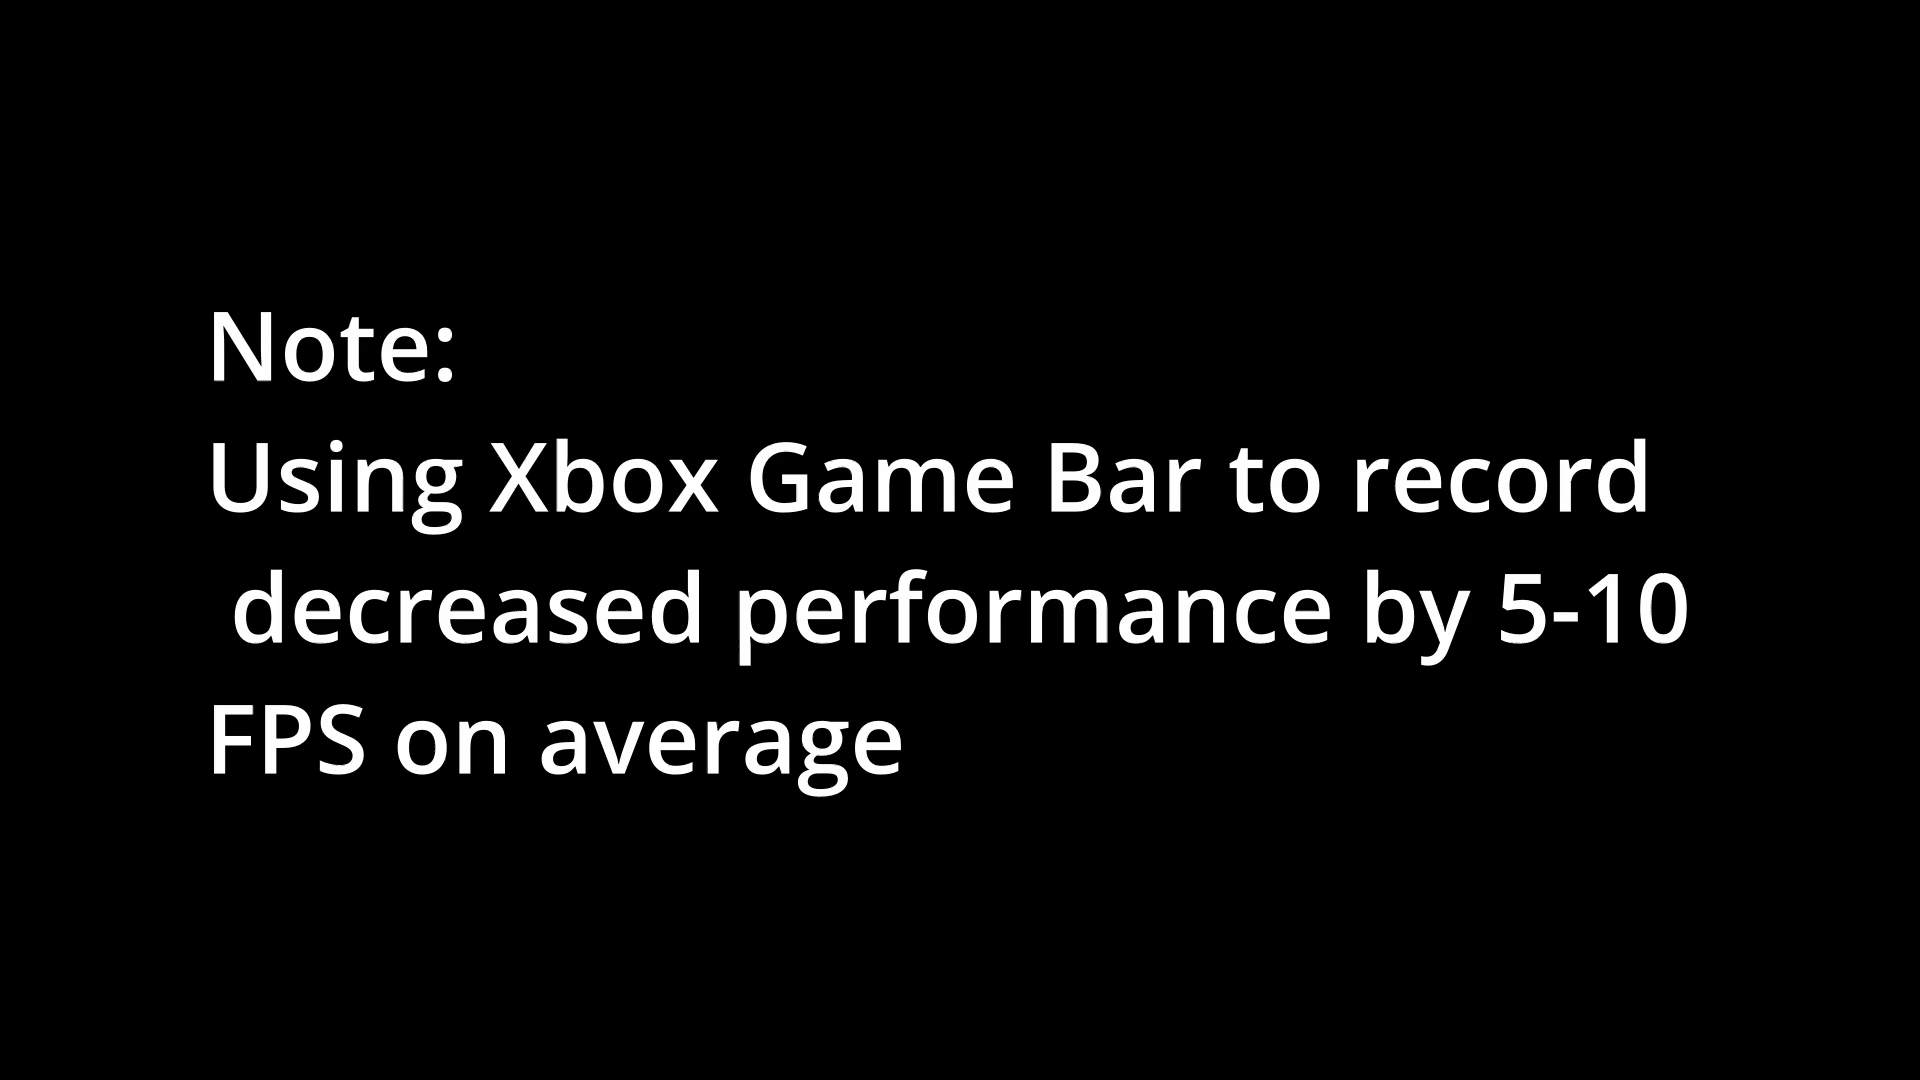 Note:
Using Xbox Game Bar to record
decreased performance by 5-10
FPS on average